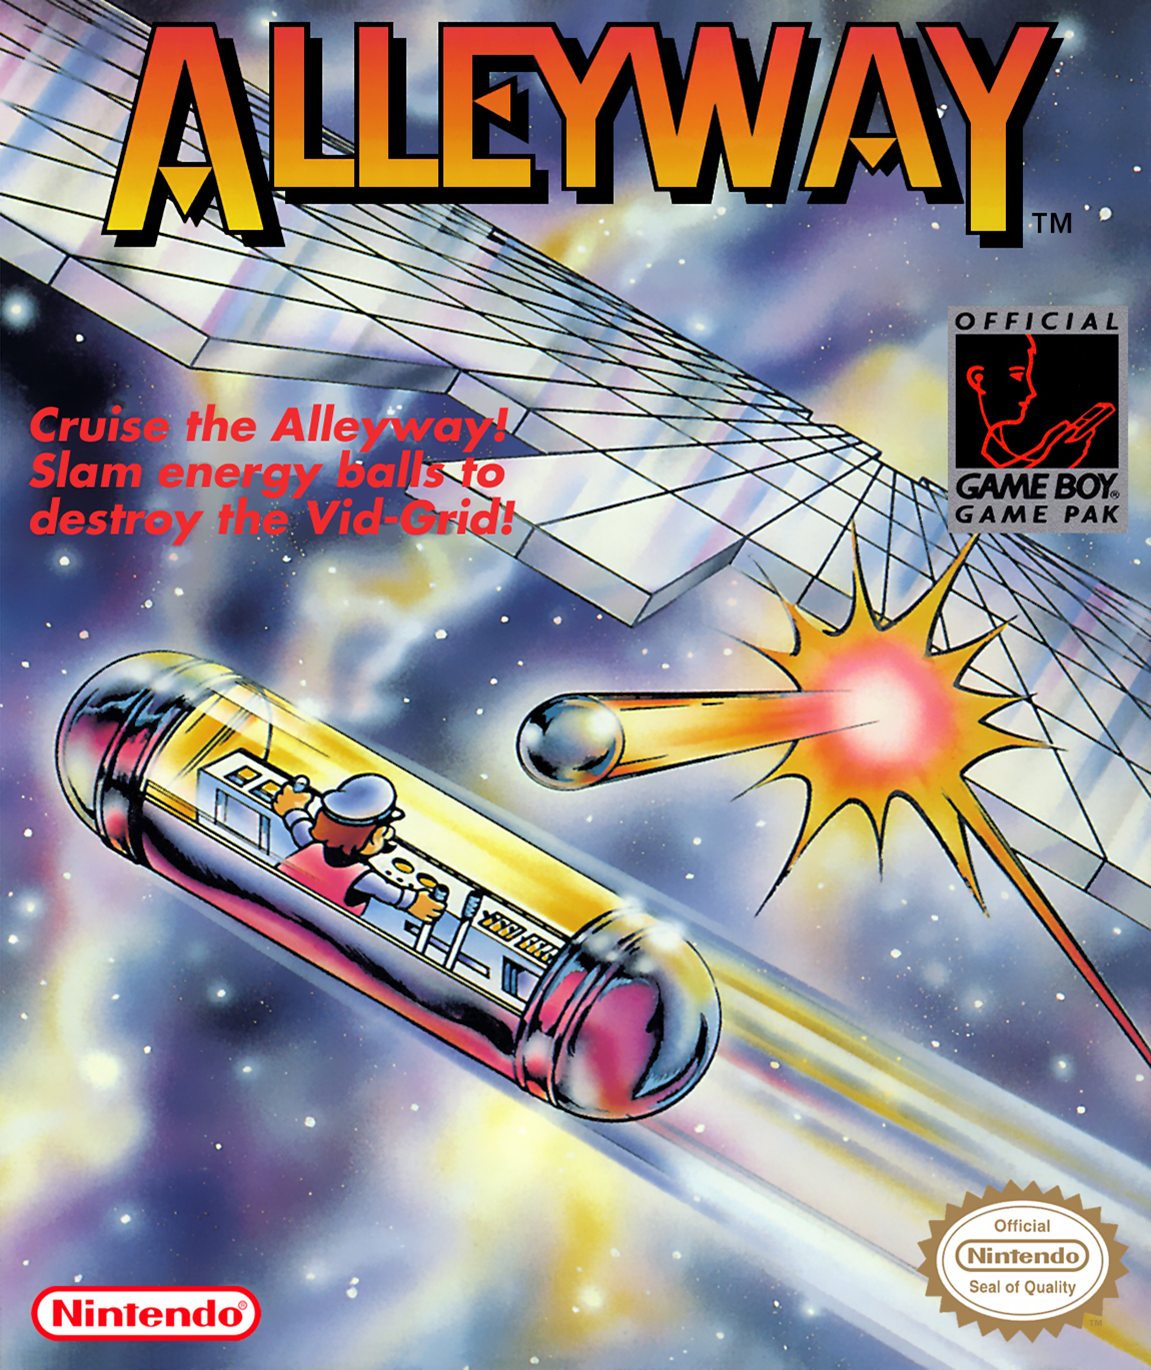 ALLEYWAY
TM
OFFICIAL
GAME BOY®
GAME PAK
Cruise the Alleyway!
Slam energy balls to
destroy the Vid-Grid!
Official
Nintendo
Seal of Quality
TM
Nintendo®